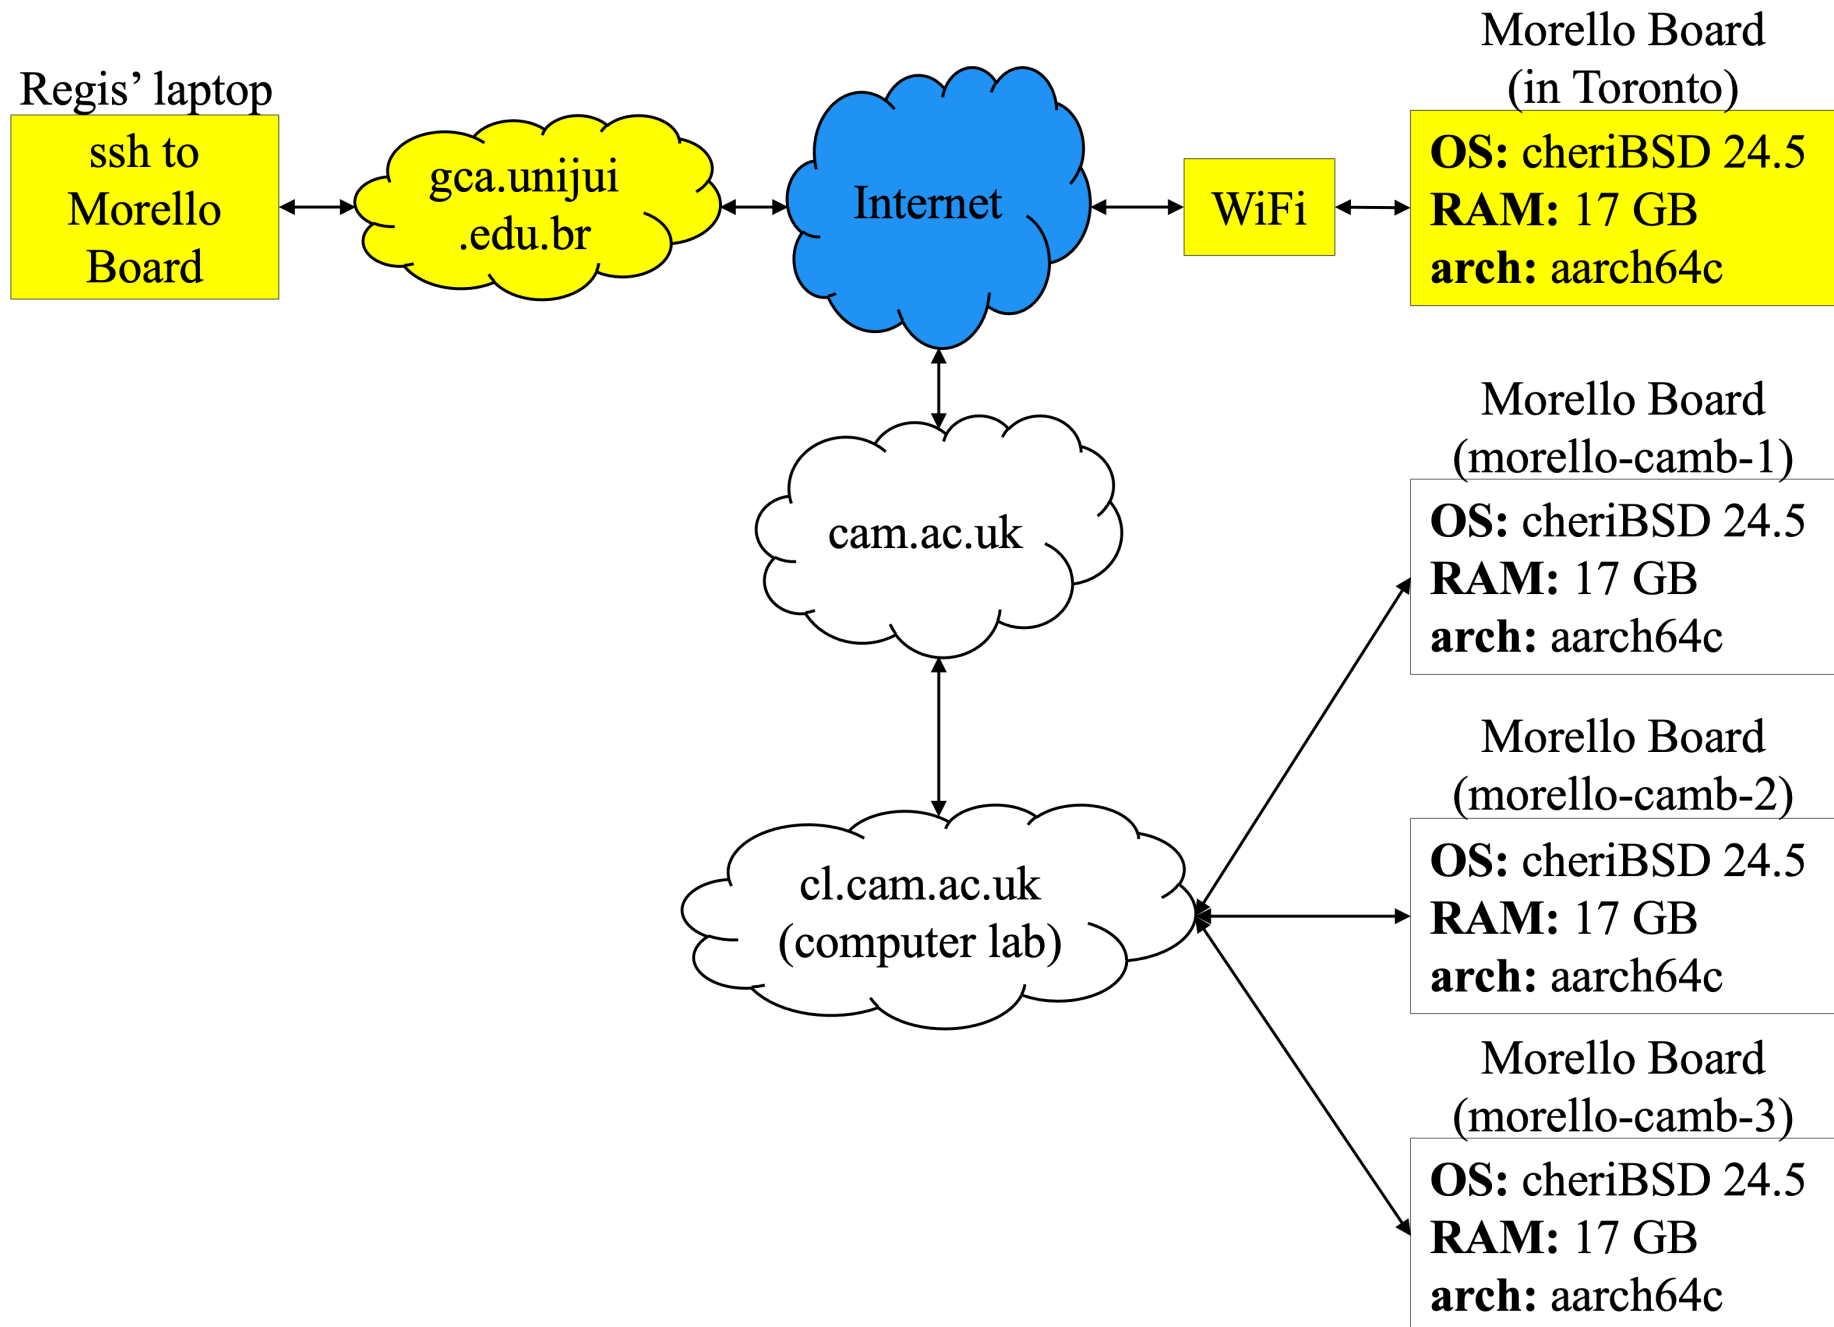 Regis’ laptop
ssh to
Morello
Board
gca.unijui
.edu.br
Internet
WiFi
Morello Board
(in Toronto)
OS: cheriBSD 24.5
RAM: 17 GB
arch: aarch64c
cam.ac.uk
cl.cam.ac.uk
(computer lab)
Morello Board
(morello-camb-1)
OS: cheriBSD 24.5
RAM: 17 GB
arch: aarch64c
Morello Board
(morello-camb-2)
OS: cheriBSD 24.5
RAM: 17 GB
arch: aarch64c
Morello Board
(morello-camb-3)
OS: cheriBSD 24.5
RAM: 17 GB
arch: aarch64c